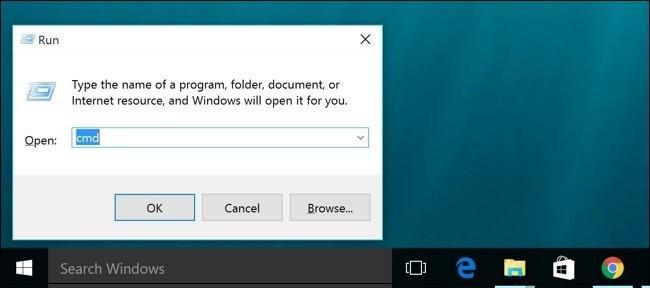 Run
Type the name of a program, folder, document, or
Internet resource, and Windows will open it for you.
Open: cmd
OK Cancel Browse...
Search Windows